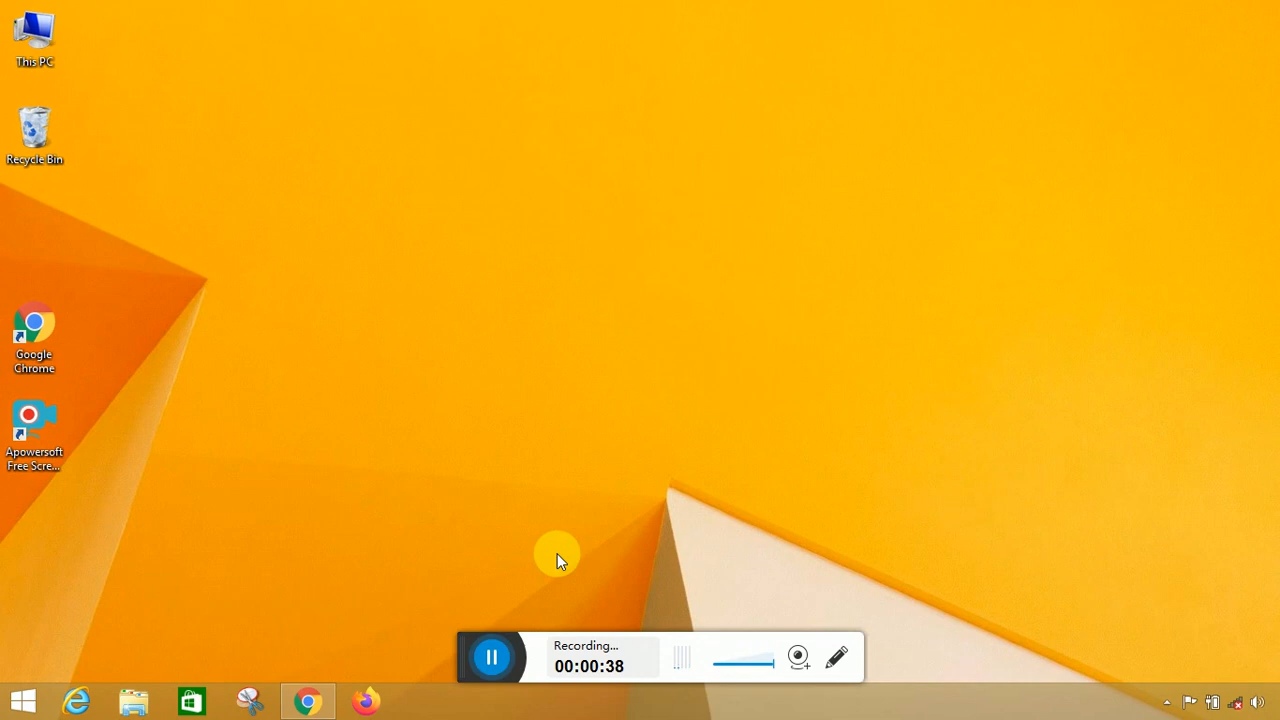 This PC
Recycle Bin
Google
Chrome
Apowersoft
Free Scre...
Recording...
00:00:38